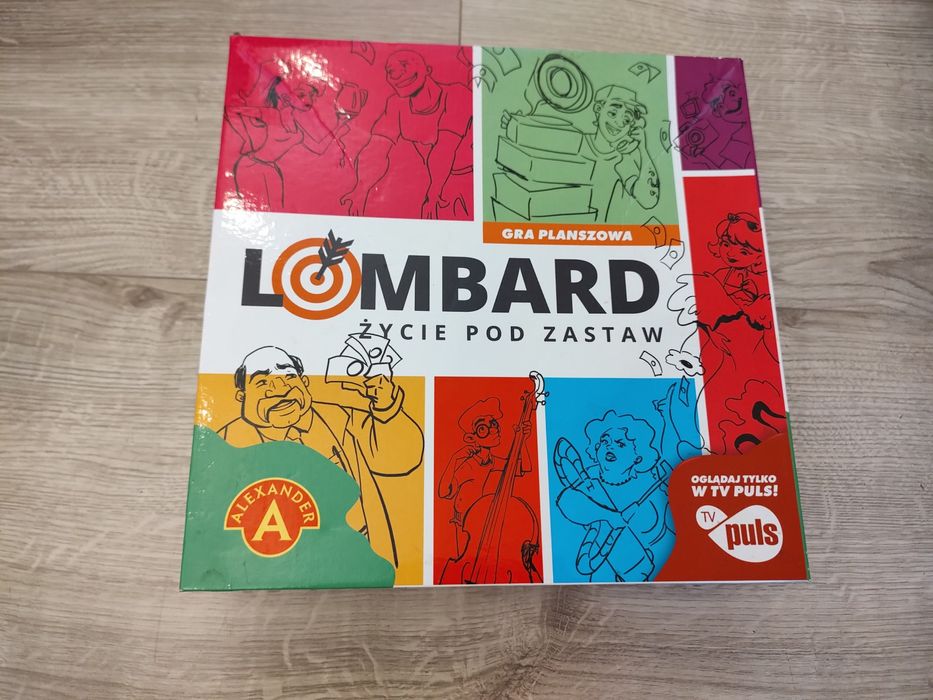 GRA PLANSZOWA
LOMBARD
ŻYCIE POD ZASTAW
ALEXANDER
A
OGLĄDAJ TYLKO
W TV PULS!
TV
puls